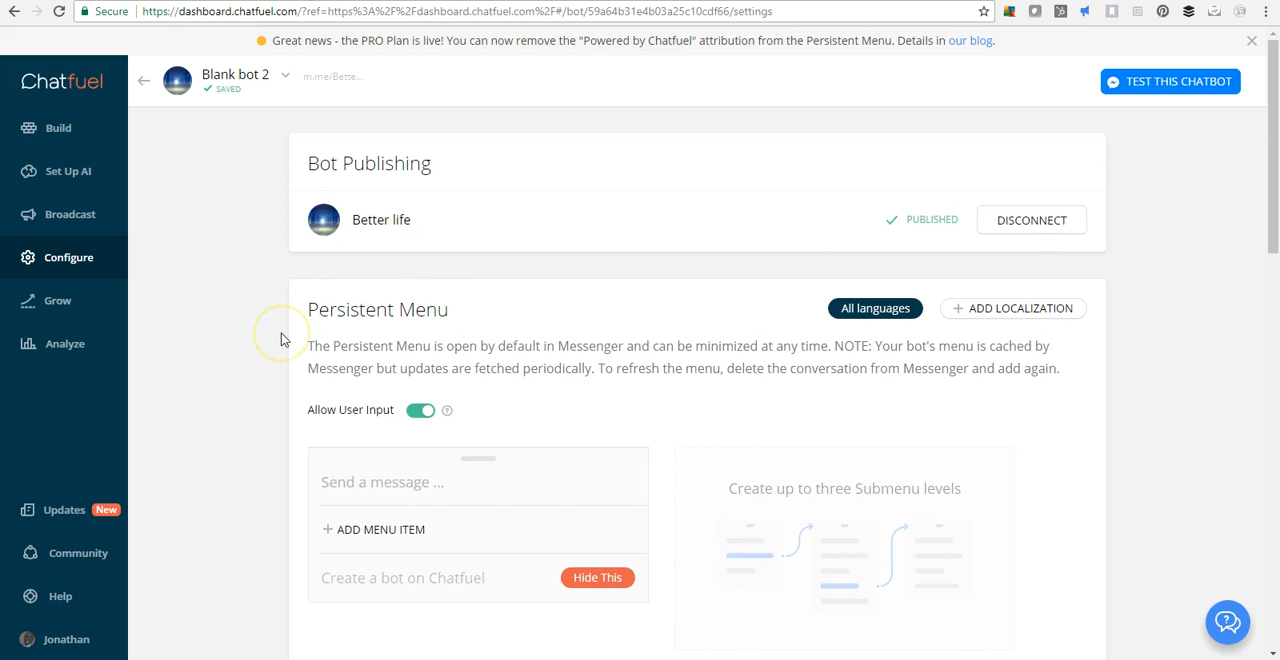 Secure https://dashboard.chatfuel.com/?ref=https%3A%2F%2Fdashboard.chatfuel.com%2F#/bot/59a64b31e4b03a25c10cdf66/settings
Great news - the PRO Plan is live! You can now remove the "Powered by Chatfuel" attribution from the Persistent Menu. Details in our blog.
Chatfuel
Blank bot 2
m.me/Bette...
SAVED
TEST THIS CHATBOT
Build
Set Up AI
Broadcast
Configure
Grow
Analyze
Updates New
Community
Help
Jonathan
Bot Publishing
Better life
PUBLISHED
DISCONNECT
Persistent Menu
All languages
+ ADD LOCALIZATION
The Persistent Menu is open by default in Messenger and can be minimized at any time. NOTE: Your bot's menu is cached by
Messenger but updates are fetched periodically. To refresh the menu, delete the conversation from Messenger and add again.
Allow User Input ?
Send a message ...
+ ADD MENU ITEM
Create a bot on Chatfuel
Hide This
Create up to three Submenu levels